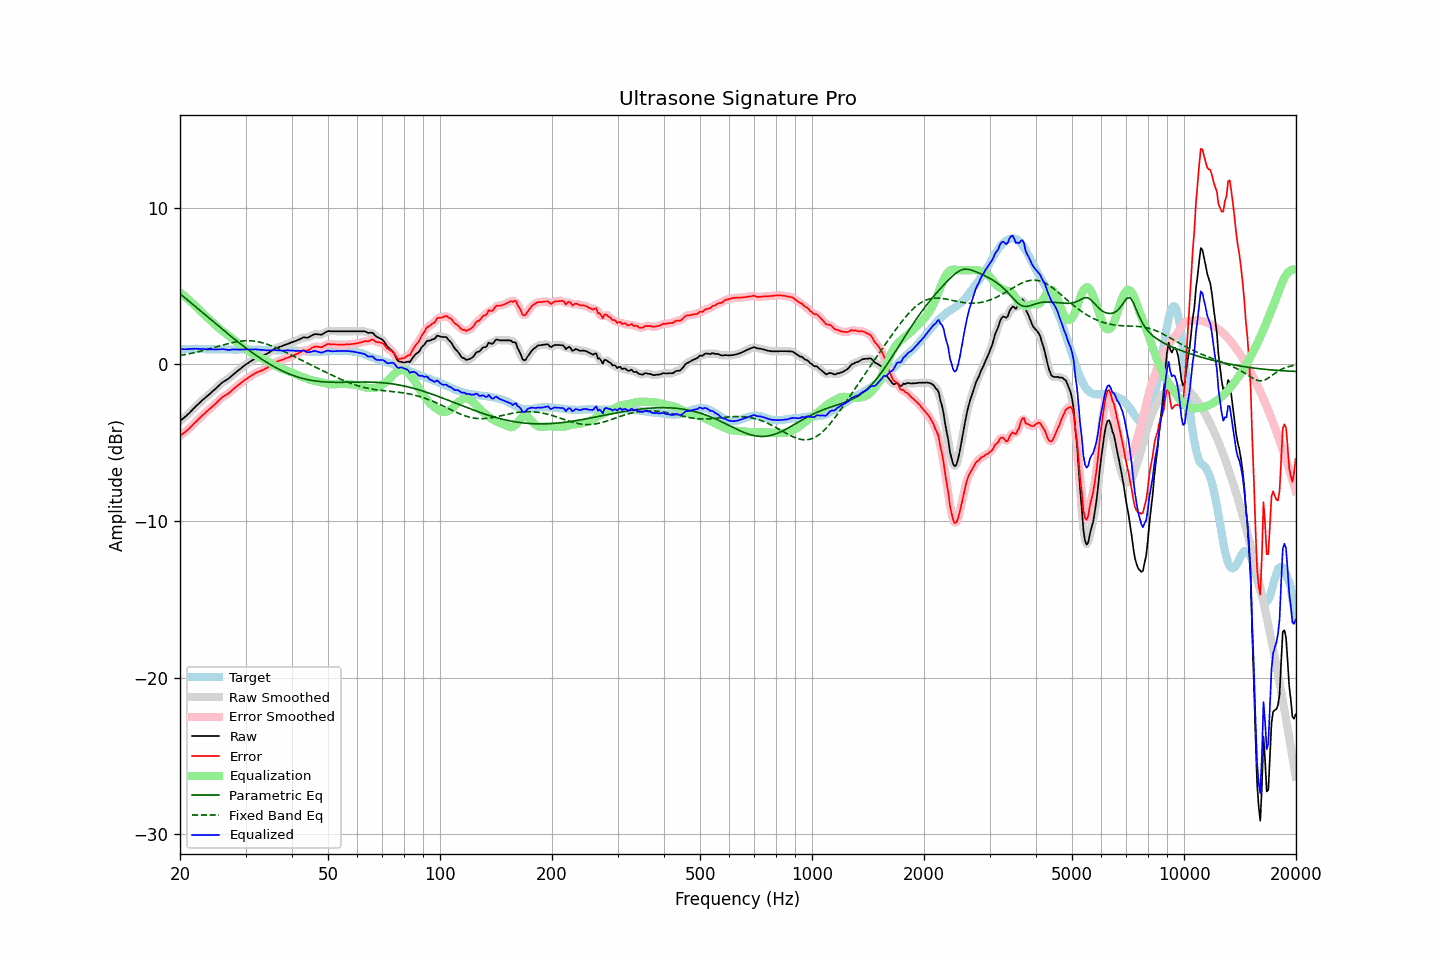 Ultrasone Signature Pro
Amplitude (dBr)
10
0
−10
−20
−30
Target
Raw Smoothed
Error Smoothed
Raw
Error
Equalization
Parametric Eq
Fixed Band Eq
Equalized
20 50 100 200 500 1000 2000 5000 10000 20000
Frequency (Hz)